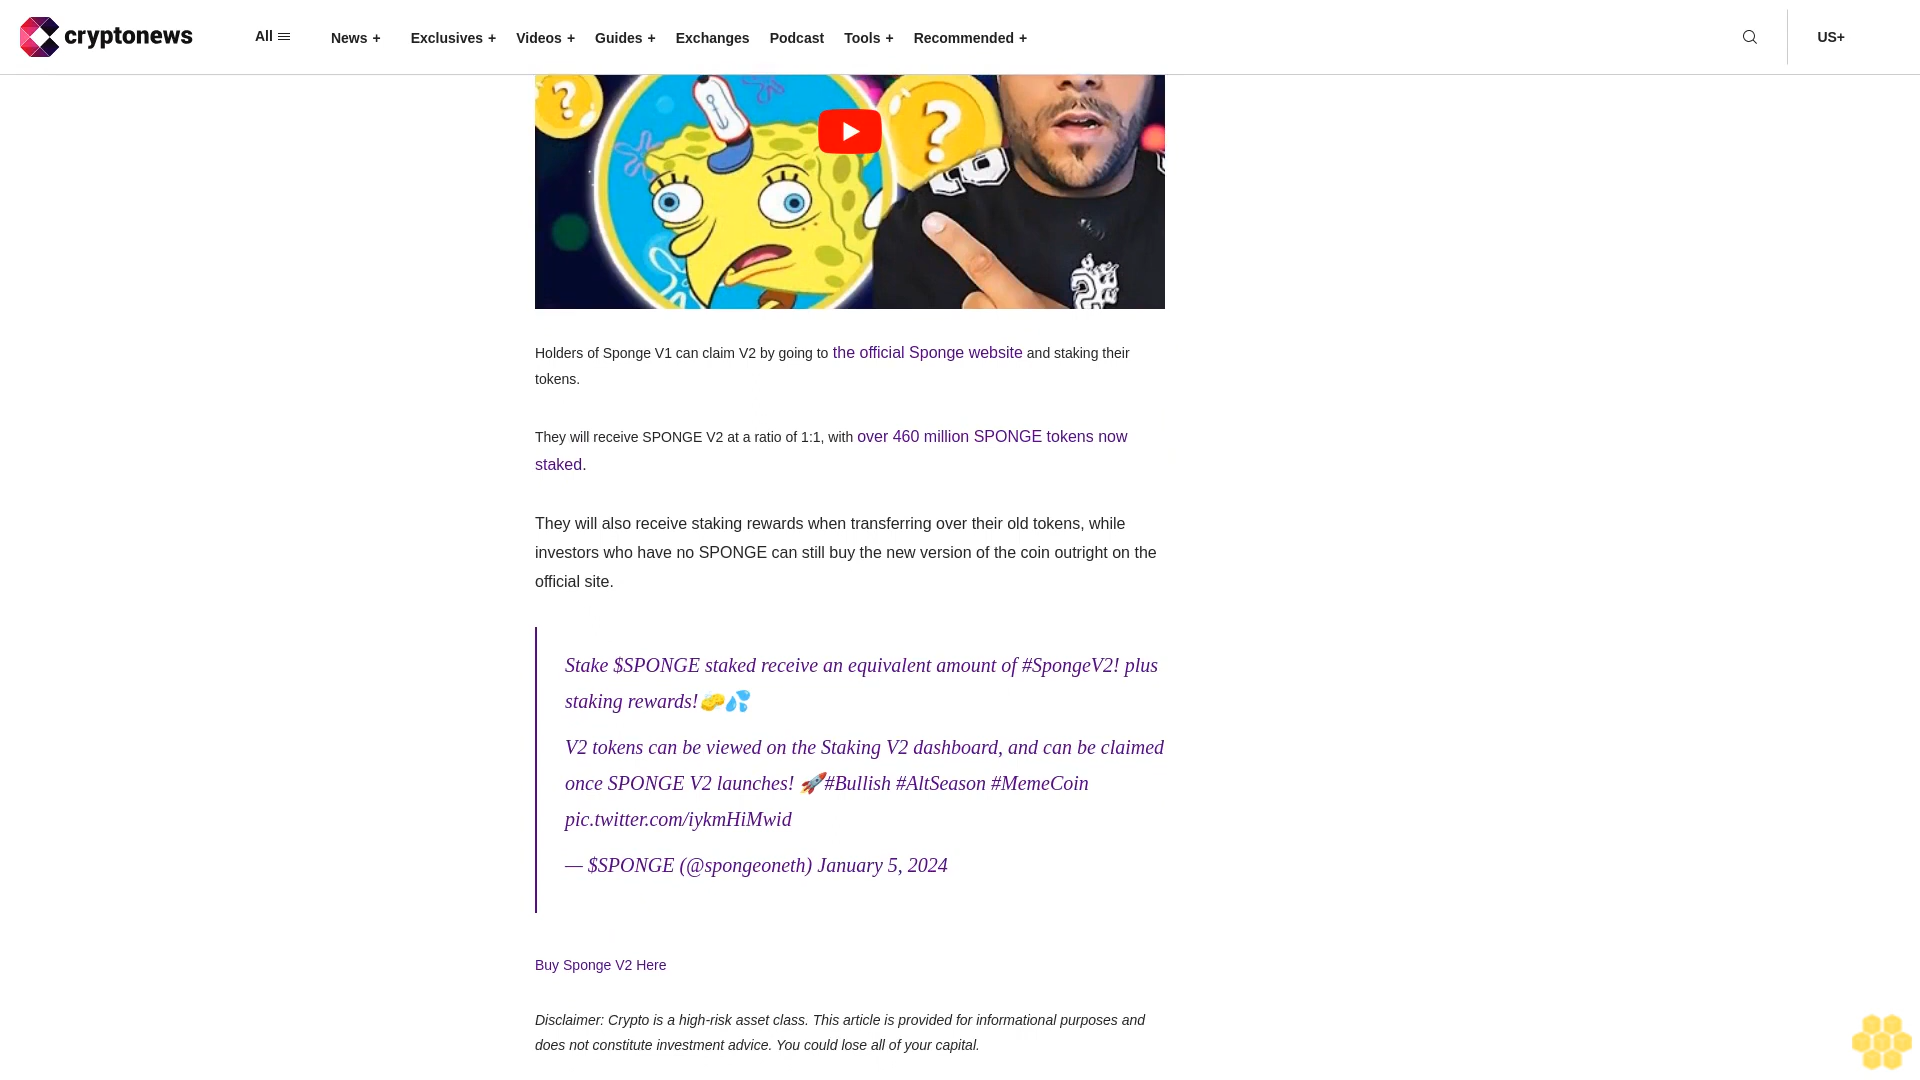 cryptonews
All
News +
Exclusives +
Videos +
Guides +
Exchanges
Podcast
Tools +
Recommended +
US+
Holders of Sponge V1 can claim V2 by going to the official Sponge website and staking their
tokens.
They will receive SPONGE V2 at a ratio of 1:1, with over 460 million SPONGE tokens now
staked.
They will also receive staking rewards when transferring over their old tokens, while
investors who have no SPONGE can still buy the new version of the coin outright on the
official site.
Stake $SPONGE staked receive an equivalent amount of #SpongeV2! plus
staking rewards!🧽💦
V2 tokens can be viewed on the Staking V2 dashboard, and can be claimed
once SPONGE V2 launches! 🚀#Bullish #AltSeason #MemeCoin
pic.twitter.com/iykmHiMwid
— $SPONGE (@spongeoneth) January 5, 2024
Buy Sponge V2 Here
Disclaimer: Crypto is a high-risk asset class. This article is provided for informational purposes and
does not constitute investment advice. You could lose all of your capital.